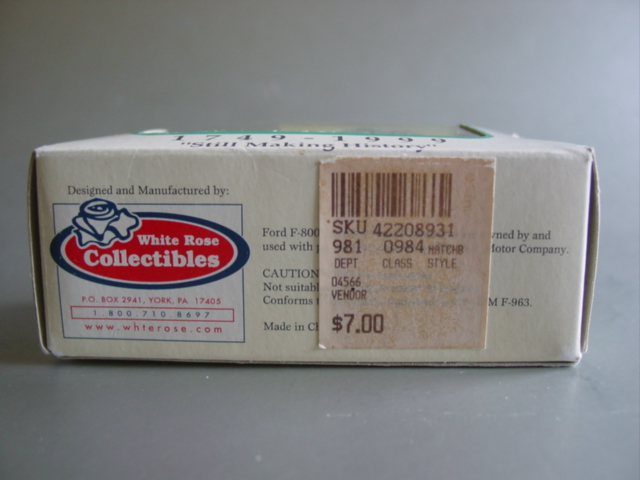 1749-1999
"Still Making History"
Designed and Manufactured by:
White Rose
Collectibles
P.O. BOX 2941, YORK, PA 17405
1.800.710.8697
www.whterose.com
Ford F-800
used with
CAUTION
Not suitabl
Conforms
Made in Ch
SKU 42208931
981 0984 MATCHB
DEPT CLASS STYLE
04566
VENDOR
$7.00
ned by and
Motor Company.
M F-963.